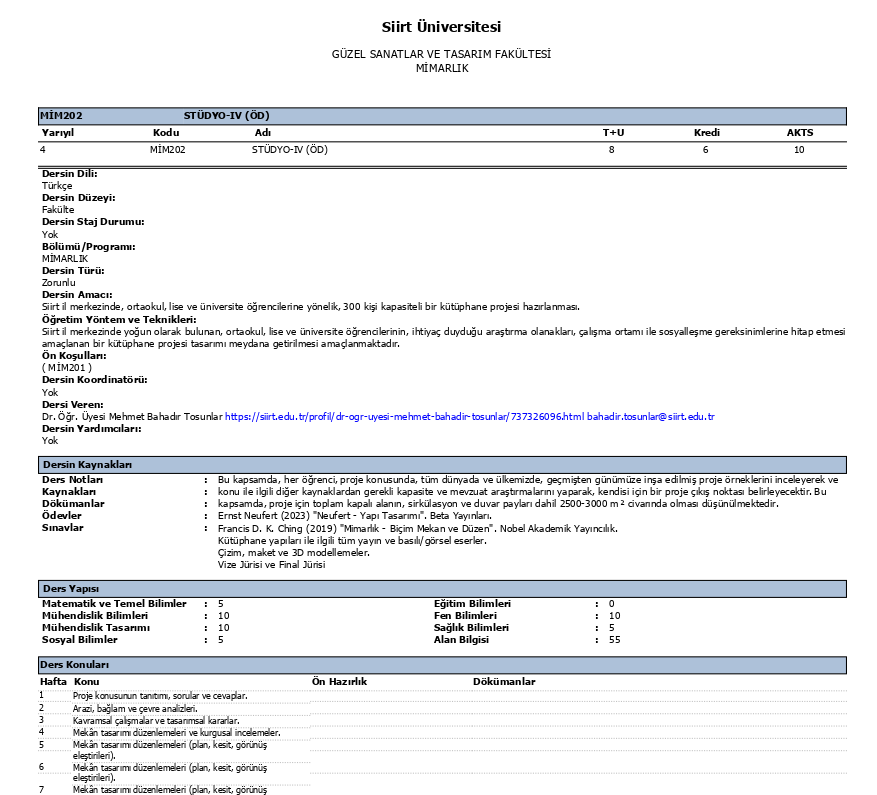 Siirt Üniversitesi
GÜZEL SANATLAR VE TASARIM FAKÜLTESİ
MİMARLIK
MİM202 STÜDYO-IV (ÖD)
Yarıyıl Kodu Adı T+U Kredi AKTS
4 MİM202 STÜDYO-IV (ÖD) 8 6 10
Dersin Dili:
Türkçe
Dersin Düzeyi:
Fakülte
Dersin Staj Durumu:
Yok
Bölümü/Programı:
MİMARLIK
Dersin Türü:
Zorunlu
Dersin Amacı:
Siirt il merkezinde, ortaokul, lise ve üniversite öğrencilerine yönelik, 300 kişi kapasiteli bir kütüphane projesi hazırlanması.
Öğretim Yöntem ve Teknikleri:
Siirt il merkezinde yoğun olarak bulunan, ortaokul, lise ve üniversite öğrencilerinin, ihtiyaç duyduğu araştırma olanakları, çalışma ortamı ile sosyalleşme gereksinimlerine hitap etmesi
amaçlanan bir kütüphane projesi tasarımı meydana getirilmesi amaçlanmaktadır.
Ön Koşulları:
( MİM201 )
Dersin Koordinatörü:
Yok
Dersi Veren:
Dr. Öğr. Üyesi Mehmet Bahadır Tosunlar https://siirt.edu.tr/profil/dr-ogr-uyesi-mehmet-bahadir-tosunlar/737326096.html bahadir.tosunlar@siirt.edu.tr
Dersin Yardımcıları:
Yok
Dersin Kaynakları
Ders Notları : Bu kapsamda, her öğrenci, proje konusunda, tüm dünyada ve ülkemizde, geçmişten günümüze inşa edilmiş proje örneklerini inceleyerek ve
Kaynakları : konu ile ilgili diğer kaynaklardan gerekli kapasite ve mevzuat araştırmalarını yaparak, kendisi için bir proje çıkış noktası belirleyecektir. Bu
Dökümanlar : kapsamda, proje için toplam kapalı alanın, sirkülasyon ve duvar payları dahil 2500-3000 m² civarında olması düşünülmektedir.
Ödevler : Ernst Neufert (2023) "Neufert - Yapı Tasarımı". Beta Yayınları.
Sınavlar : Francis D. K. Ching (2019) "Mimarlık - Biçim Mekan ve Düzen". Nobel Akademik Yayıncılık.
Kütüphane yapıları ile ilgili tüm yayın ve basılı/görsel eserler.
Çizim, maket ve 3D modellemeler.
Vize Jürisi ve Final Jürisi
Ders Yapısı
Matematik ve Temel Bilimler : 5 Eğitim Bilimleri : 0
Mühendislik Bilimleri : 10 Fen Bilimleri : 10
Mühendislik Tasarımı : 10 Sağlık Bilimleri : 5
Sosyal Bilimler : 5 Alan Bilgisi : 55
Ders Konuları
Hafta Konu Ön Hazırlık Dökümanlar
1 Proje konusunun tanıtımı, sorular ve cevaplar.
2 Arazi, bağlam ve çevre analizleri.
3 Kavramsal çalışmalar ve tasarımsal kararlar.
4 Mekân tasarımı düzenlemeleri ve kurgusal incelemeler.
5 Mekân tasarımı düzenlemeleri (plan, kesit, görünüş
eleştirileri).
6 Mekân tasarımı düzenlemeleri (plan, kesit, görünüş
eleştirileri).
7 Mekân tasarımı düzenlemeleri (plan, kesit, görünüş